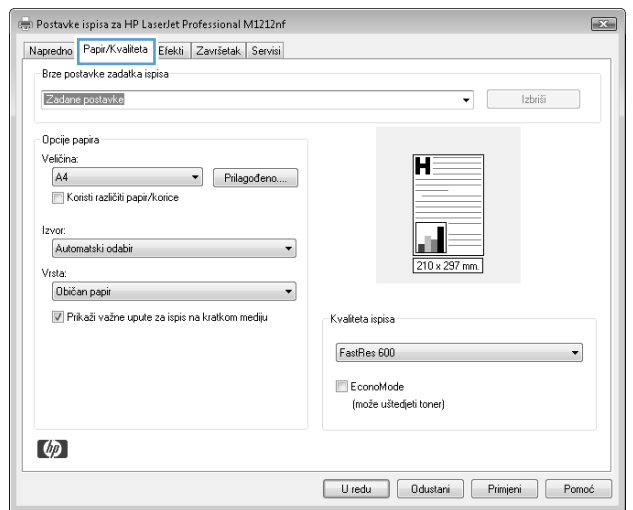 Postavke ispisa za HP LaserJet Professional M1212nf
Napredno Papir/Kvaliteta Efekti Završetak Servisi
Brze postavke zadatka ispisa
Zadane postavke Izbriši
Opcije papira
Veličina:
A4 Prilagođeno....
Koristi različiti papir/korice
Izvor:
Automatski odabir
Vrsta:
Običan papir
Prikaži važne upute za ispis na kratkom mediju
H
210 x 297 mm.
Kvaliteta ispisa
FastRes 600
EconoMode
(može uštedjeti toner)
hp
U redu Odustani Primjeni Pomoć